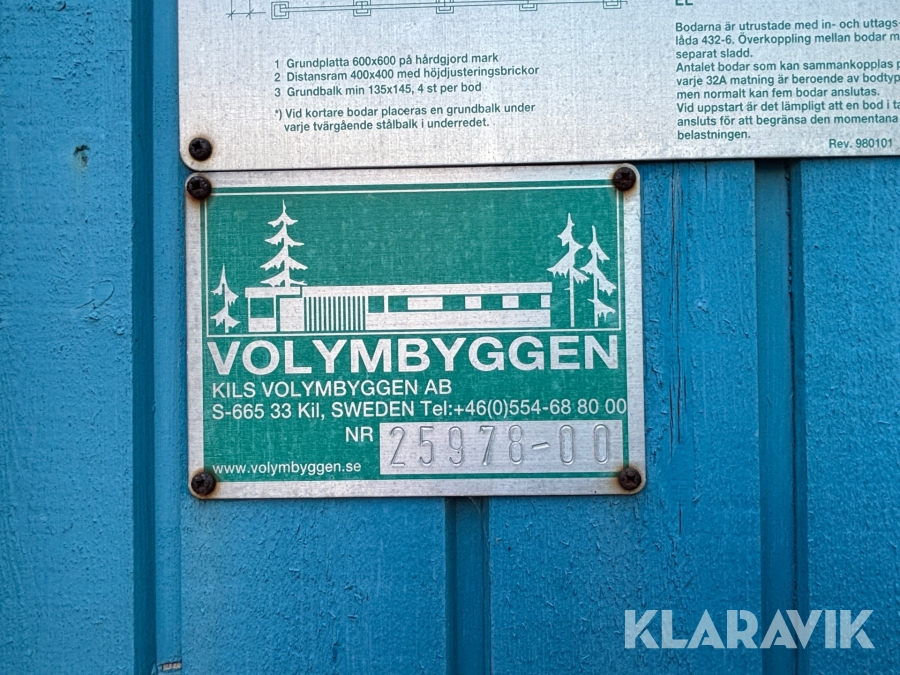 1 Grundplatta 600x600 på hårdgjord mark
2 Distansram 400x400 med höjdjusteringsbrickor
3 Grundbalk min 135x145, 4 st per bod
*) Vid kortare bodar placeras en grundbalk under
varje tvärgående stålbalk i underredet.
EL
Bodarna är utrustade med in- och uttags-
låda 432-6. Överkoppling mellan bodar m
separat sladd.
Antalet bodar som kan sammankopplas p
varje 32A matning är beroende av bodtyp
men normalt kan fem bodar anslutas.
Vid uppstart är det lämpligt att en bod i ta
ansluts för att begränsa den momentana
belastningen.
Rev. 980101
VOLYMBYGGEN
KILS VOLYMBYGGEN AB
S-665 33 Kil, SWEDEN Tel:+46(0)554-68 80 00
NR 25978-00
www.volymbyggen.se
KLARAVIK